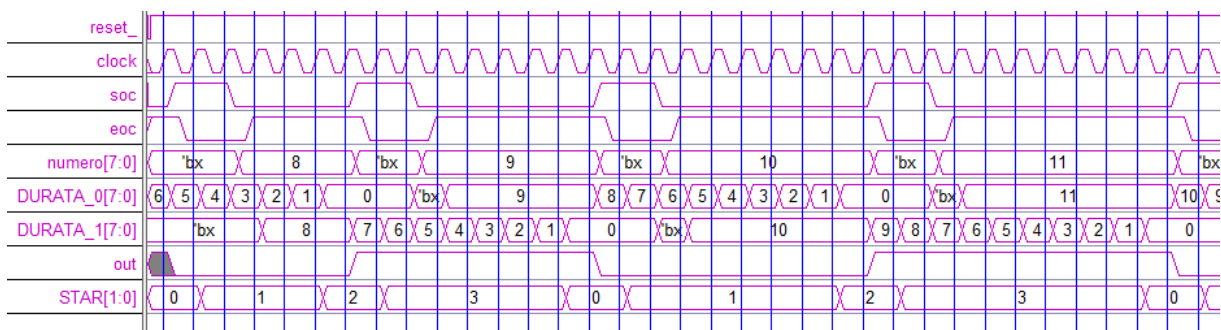 reset_
clock
soc
eoc
numero[7:0] 'bx 8 'bx 9 'bx 10 'bx 11 'bx
DURATA_0[7:0] 6 5 4 3 2 1 0 'bx 9 8 7 6 5 4 3 2 1 0 'bx 11 10 9
DURATA_1[7:0] 'bx 8 7 6 5 4 3 2 1 0 'bx 10 9 8 7 6 5 4 3 2 1 0
out
STAR[1:0] 0 1 2 3 0 1 2 3 0